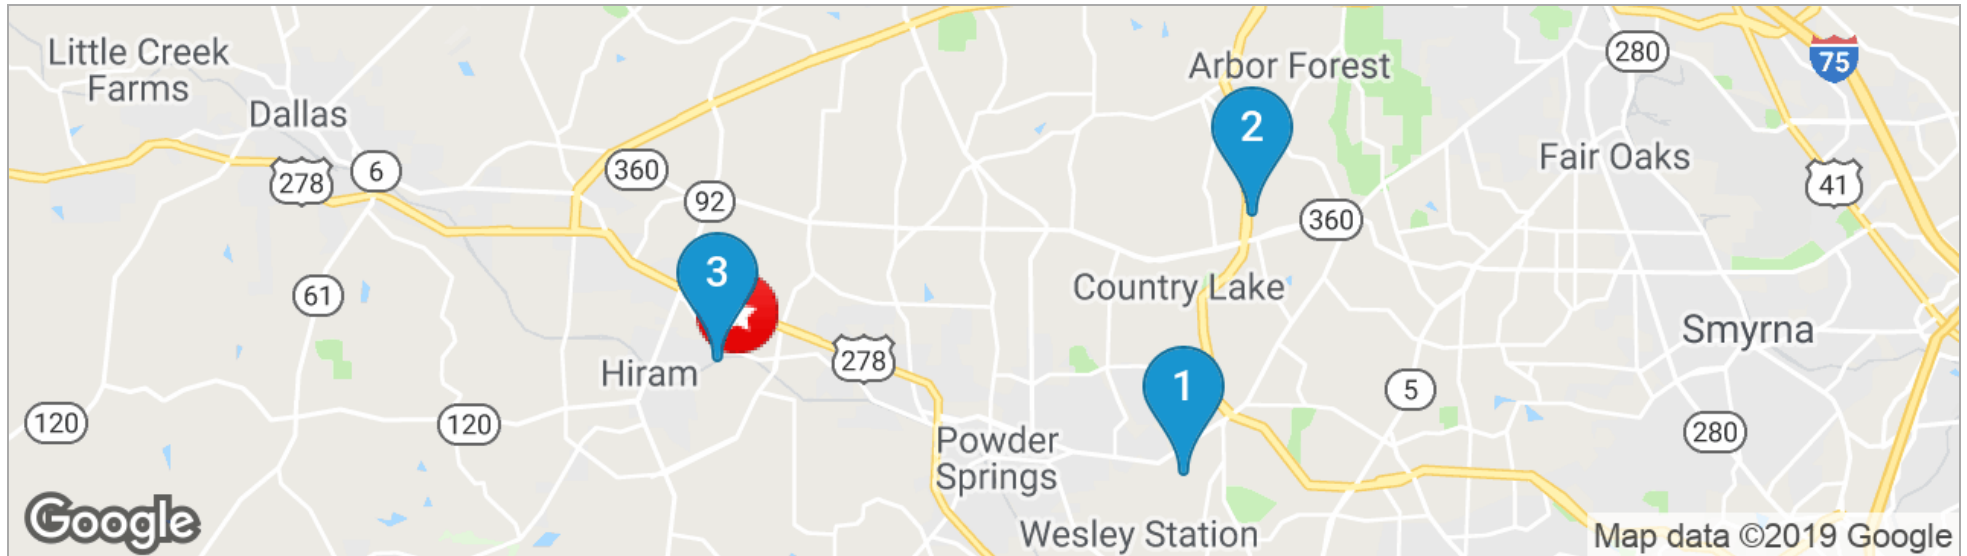 Little Creek
Farms
Dallas
278
6
360
92
61
3
Hiram
278
120
120
Powder
Springs
Arbor Forest
2
360
Country Lake
1
5
Wesley Station
280
75
Fair Oaks
41
Smyrna
280
Google
Map data ©2019 Google